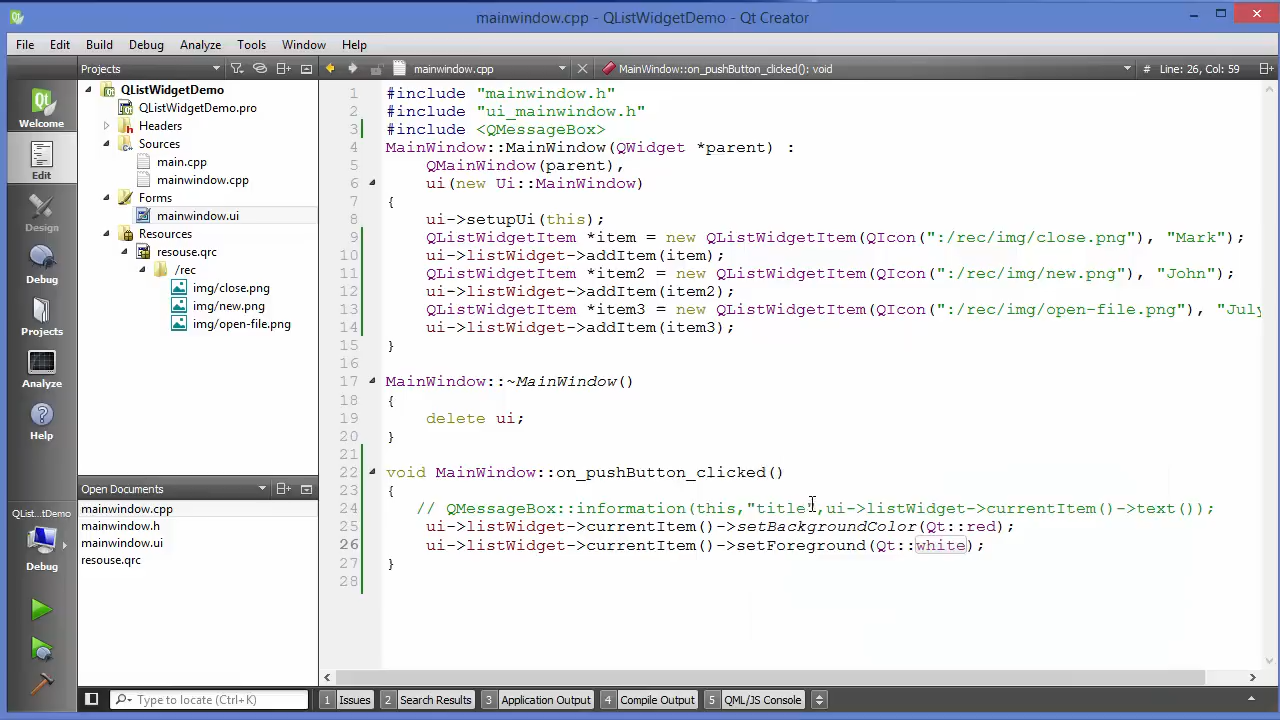 mainwindow.cpp - QListWidgetDemo - Qt Creator
File Edit Build Debug Analyze Tools Window Help
Projects mainwindow.cpp MainWindow::on_pushButton_clicked(): void # Line: 26, Col: 59
Welcome
Edit
Design
Debug
Projects
Analyze
Help
QListWidgetDemo
QListWidgetDemo.pro
Headers
Sources
main.cpp
mainwindow.cpp
Forms
mainwindow.ui
Resources
resouse.qrc
/rec
img/close.png
img/new.png
img/open-file.png
Open Documents
mainwindow.cpp
mainwindow.h
mainwindow.ui
resouse.qrc
QList...tDemo
Debug
1 #include "mainwindow.h"
2 #include "ui_mainwindow.h"
3 #include <QMessageBox>
4 MainWindow::MainWindow(QWidget *parent) :
5 QMainWindow(parent),
6 ui(new Ui::MainWindow)
7 {
8 ui->setupUi(this);
9 QListWidgetItem *item = new QListWidgetItem(QIcon(":/rec/img/close.png"), "Mark");
10 ui->listWidget->addItem(item);
11 QListWidgetItem *item2 = new QListWidgetItem(QIcon(":/rec/img/new.png"), "John");
12 ui->listWidget->addItem(item2);
13 QListWidgetItem *item3 = new QListWidgetItem(QIcon(":/rec/img/open-file.png"), "July
14 ui->listWidget->addItem(item3);
15 }
16
17 MainWindow::~MainWindow()
18 {
19 delete ui;
20 }
21
22 void MainWindow::on_pushButton_clicked()
23 {
24 // QMessageBox::information(this,"title",ui->listWidget->currentItem()->text());
25 ui->listWidget->currentItem()->setBackgroundColor(Qt::red);
26 ui->listWidget->currentItem()->setForeground(Qt::white);
27 }
28
Type to locate (Ctrl+K) 1 Issues 2 Search Results 3 Application Output 4 Compile Output 5 QML/JS Console